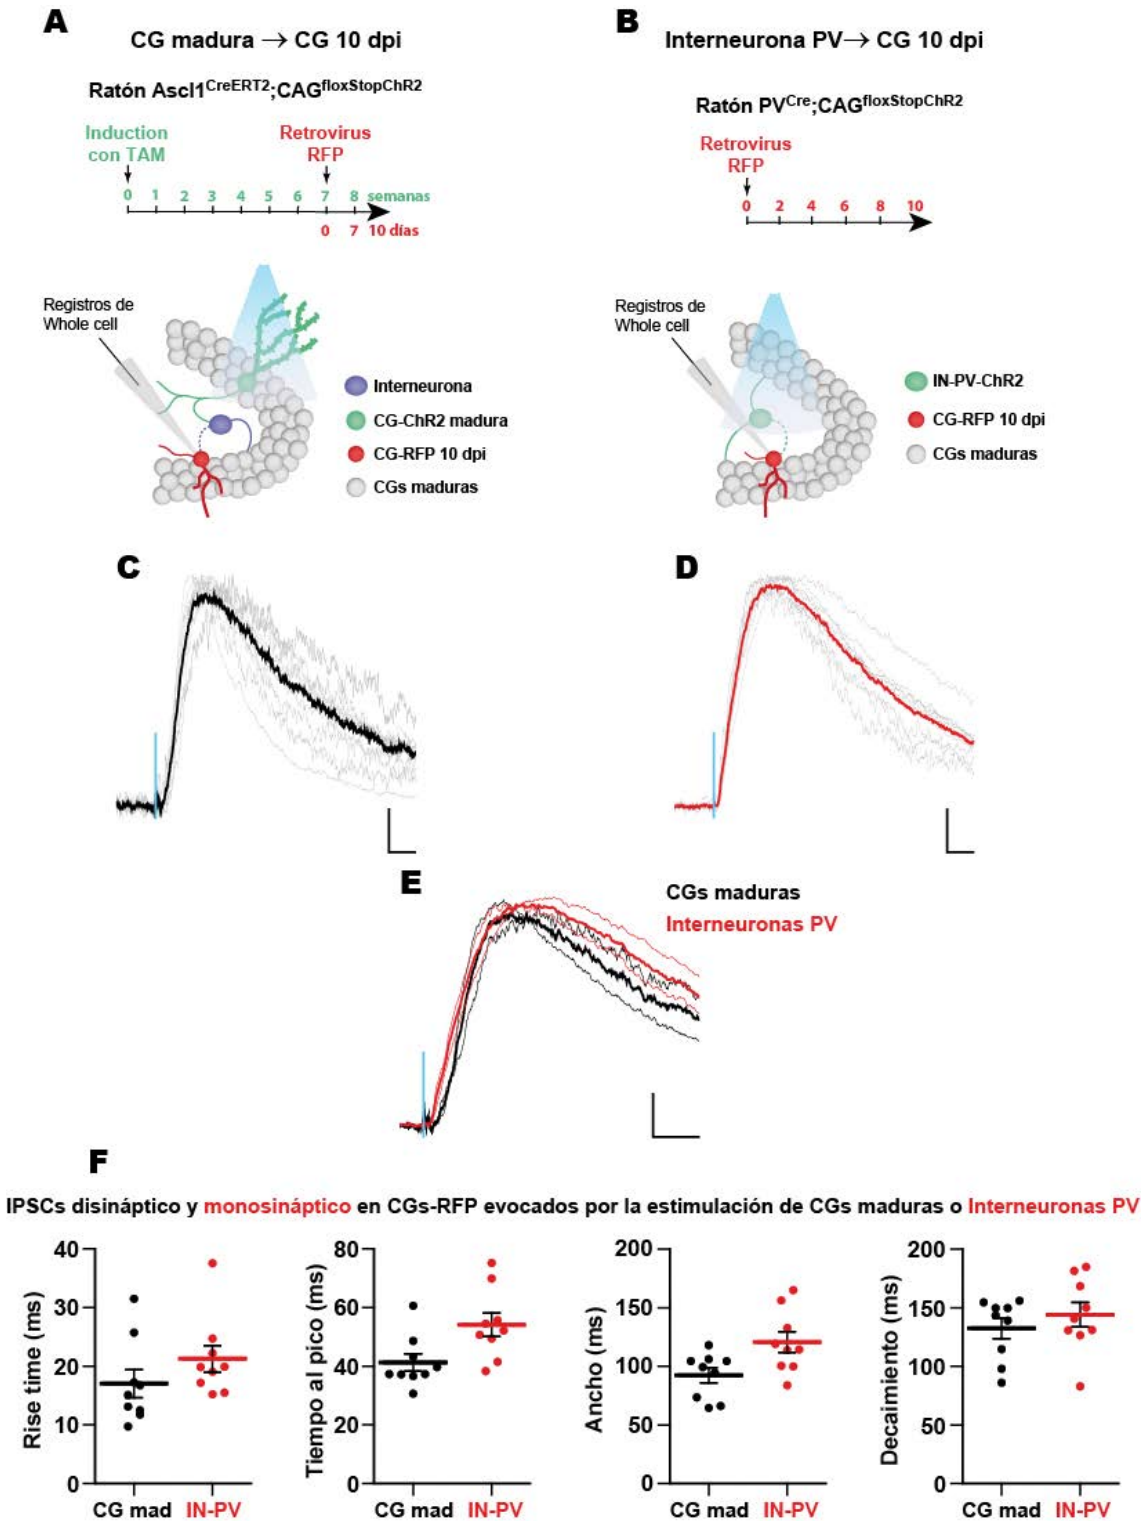 A
CG madura → CG 10 dpi
Ratón Ascl1CreERT2;CAGfloxStopChR2
Induction
con TAM
Retrovirus
RFP
0 1 2 3 4 5 6 7 8 semanas
0 7 10 días
Registros de
Whole cell
Interneurona
CG-ChR2 madura
CG-RFP 10 dpi
CGs maduras
B
Interneurona PV→ CG 10 dpi
Ratón PVCre;CAGfloxStopChR2
Retrovirus
RFP
0 2 4 6 8 10
Registros de
Whole cell
IN-PV-ChR2
CG-RFP 10 dpi
CGs maduras
C
D
E
CGs maduras
Interneuronas PV
F
IPSCs disináptico y monosináptico en CGs-RFP evocados por la estimulación de CGs maduras o Interneuronas PV
Rise time (ms)
40
30
20
10
0
CG mad IN-PV
Tiempo al pico (ms)
80
60
40
20
0
CG mad IN-PV
Ancho (ms)
200
150
100
50
0
CG mad IN-PV
Decaimiento (ms)
200
150
100
50
0
CG mad IN-PV